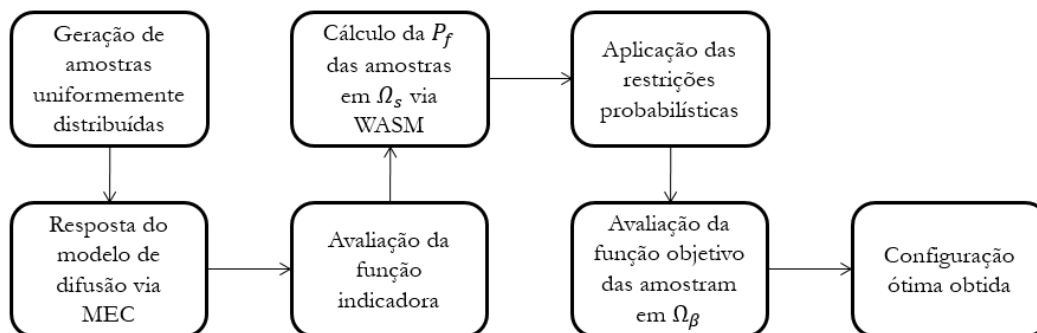 Geração de
amostras
uniformemente
distribuídas
Resposta do
modelo de
difusão via
MEC
Avaliação da
função
indicadora
Cálculo da P_f
das amostras
em Ω_s via
WASM
Aplicação das
restrições
probabilísticas
Avaliação da
função objetivo
das amostram
em Ω_β
Configuração
ótima obtida